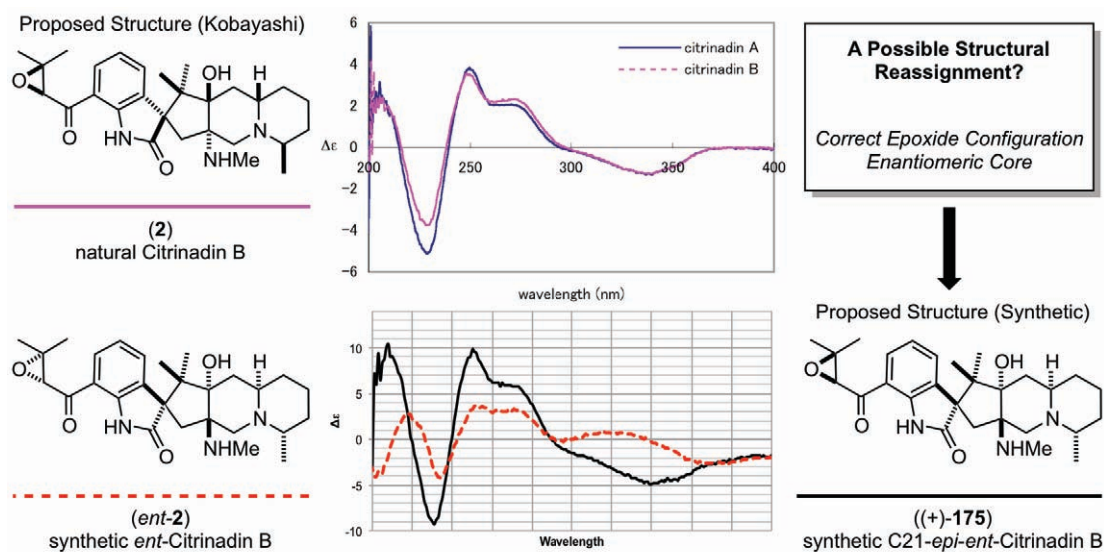 Proposed Structure (Kobayashi)
O
O
HN
O
OH
H
N
NHMe
(2)
natural Citrinadin B
citrinadin A
citrinadin B
Δε
6
4
2
0
-2
-4
-6
200
250
300
350
400
wavelength (nm)
A Possible Structural
Reassignment?
Correct Epoxide Configuration
Enantiomeric Core
O
O
HN
O
OH
H
N
NHMe
(ent-2)
synthetic ent-Citrinadin B
Δε
10
5
0
-5
-10
Wavelength
Proposed Structure (Synthetic)
O
O
HN
O
OH
H
N
NHMe
((+)-175)
synthetic C21-epi-ent-Citrinadin B